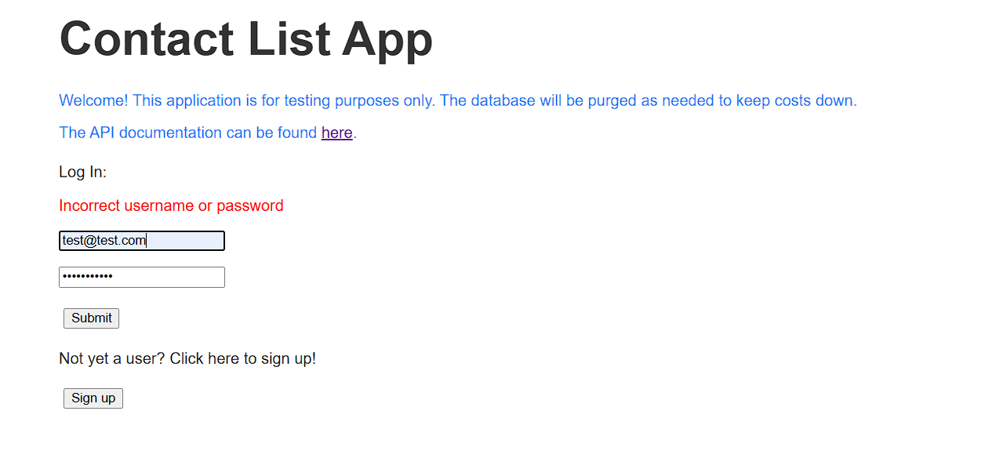 Contact List App
Welcome! This application is for testing purposes only. The database will be purged as needed to keep costs down.
The API documentation can be found here.
Log In:
Incorrect username or password
test@test.com
•••••••••••
Submit
Not yet a user? Click here to sign up!
Sign up